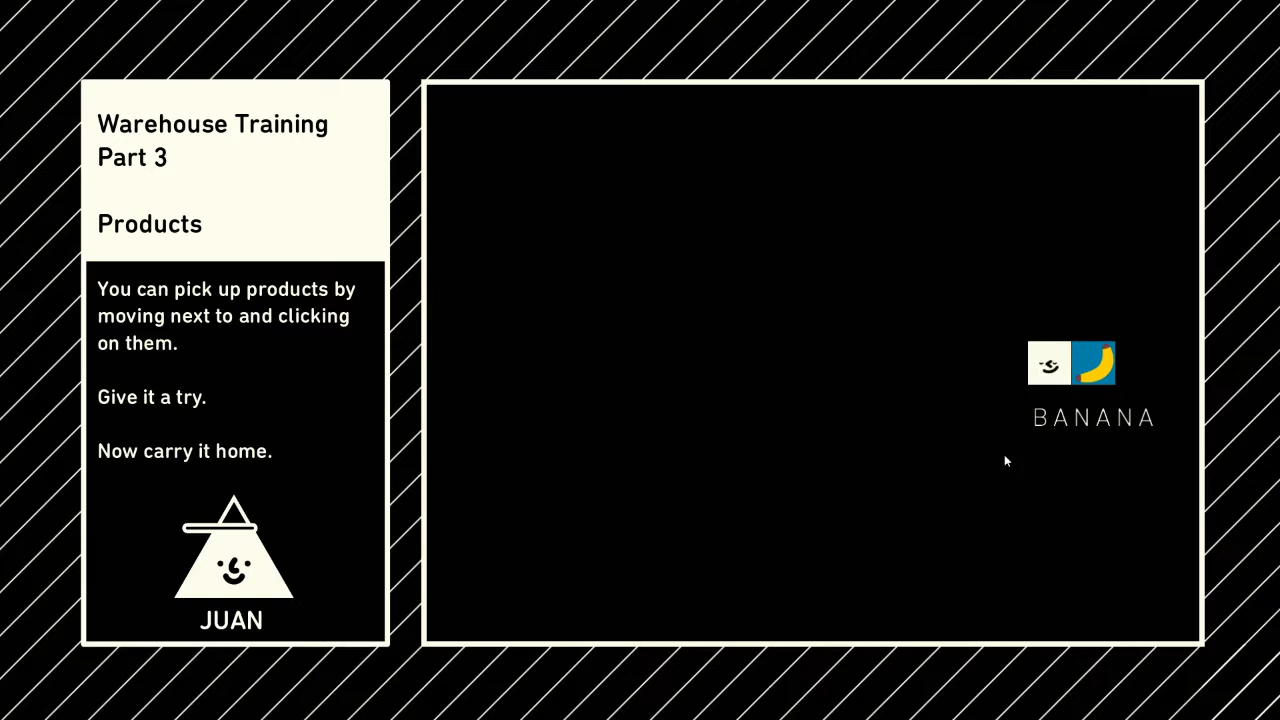 Warehouse Training
Part 3
Products
You can pick up products by
moving next to and clicking
on them.
Give it a try.
Now carry it home.
JUAN
BANANA